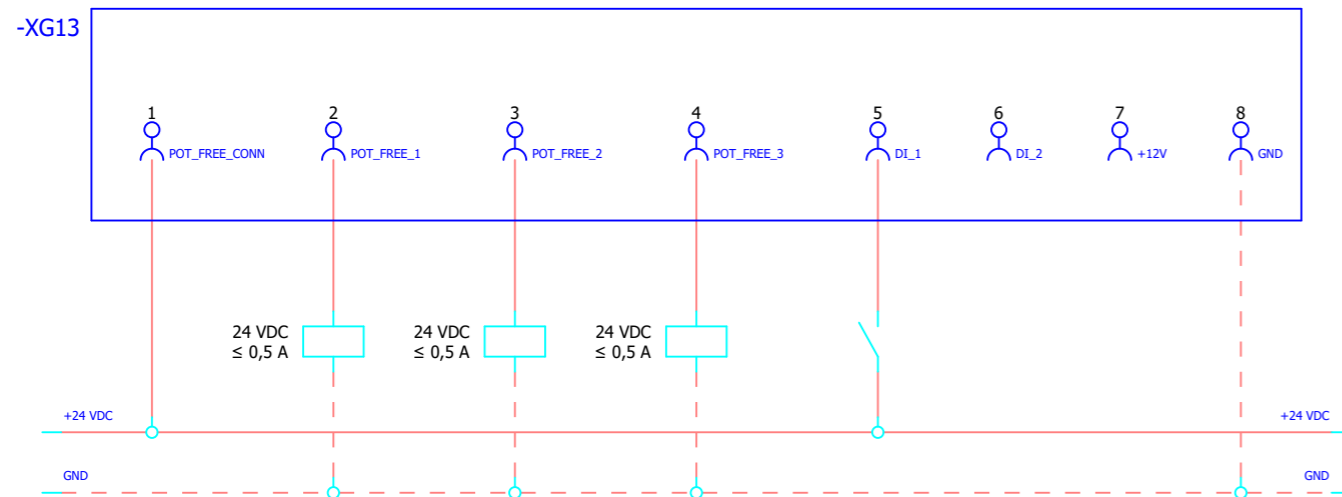 -XG13
1 2 3 4 5 6 7 8
POT_FREE_CONN POT_FREE_1 POT_FREE_2 POT_FREE_3 DI_1 DI_2 +12V GND
24 VDC 24 VDC 24 VDC
≤ 0,5 A ≤ 0,5 A ≤ 0,5 A
+24 VDC +24 VDC
GND GND